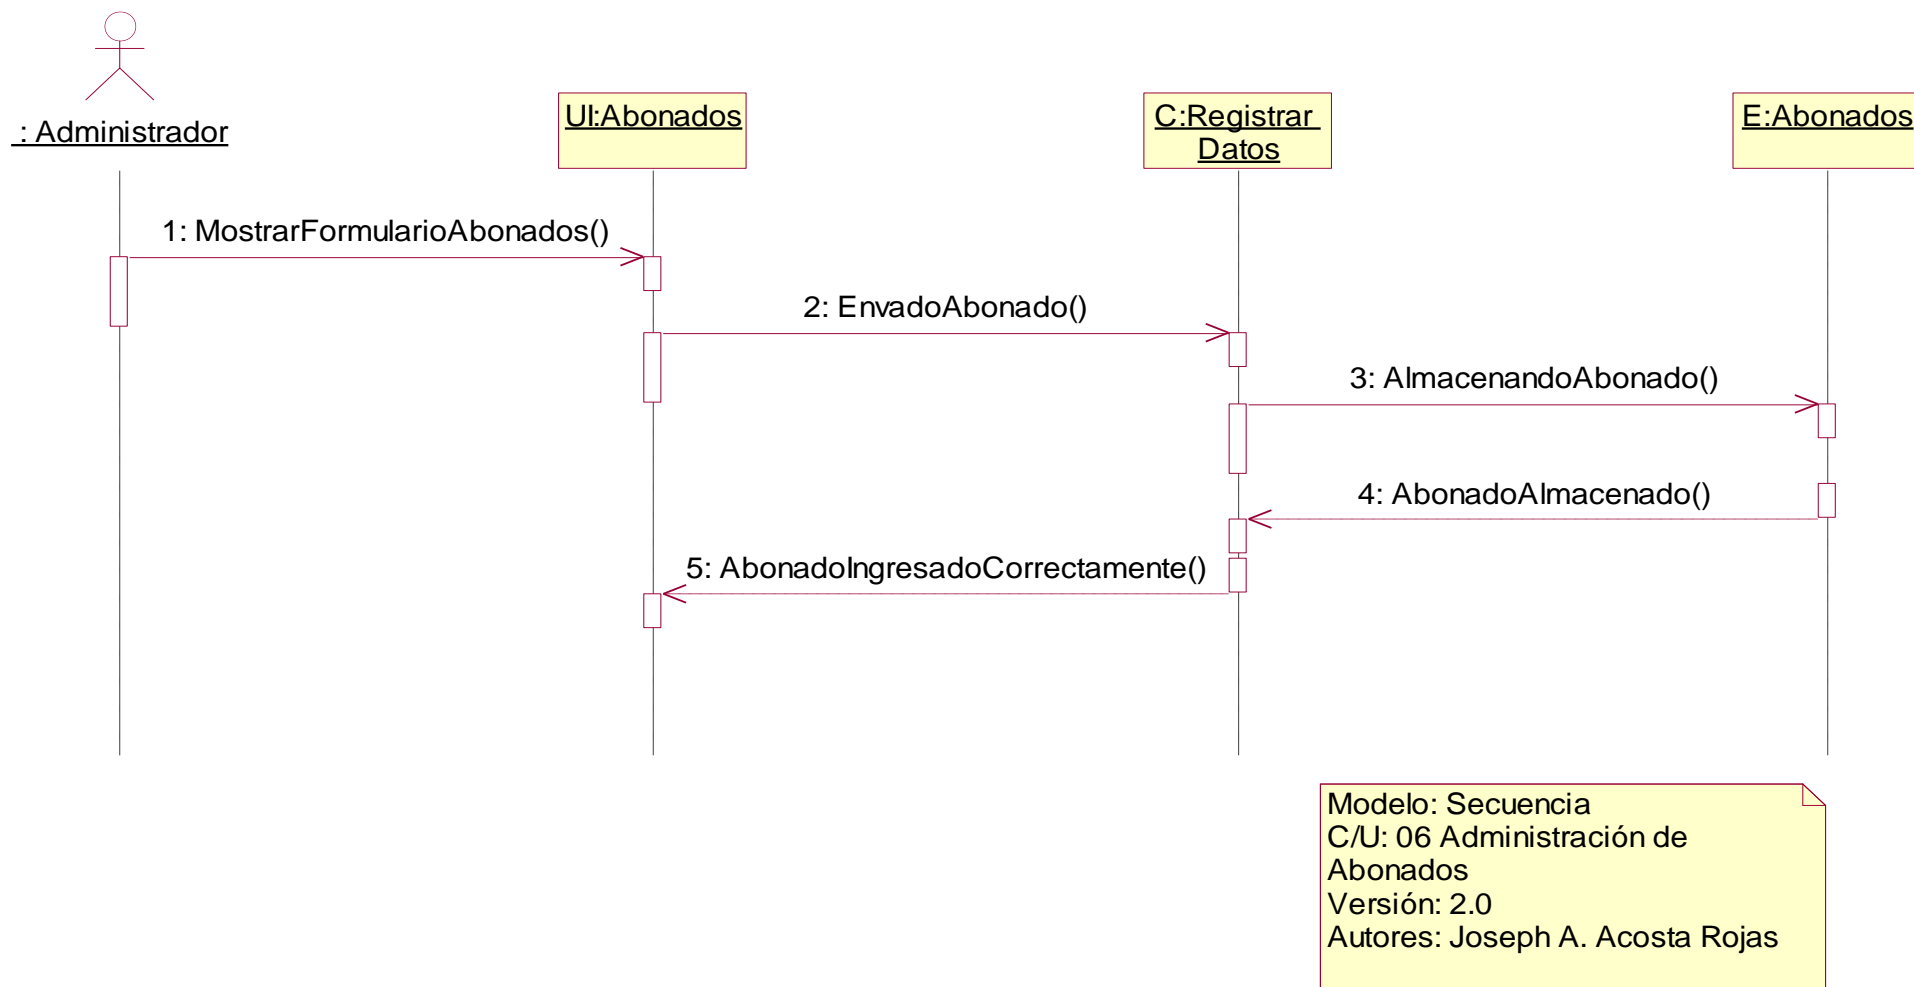 : Administrador
UI:Abonados
C:Registrar
Datos
E:Abonados
1: MostrarFormularioAbonados()
2: EnvadoAbonado()
3: AlmacenandoAbonado()
4: AbonadoAlmacenado()
5: AbonadoIngresadoCorrectamente()
Modelo: Secuencia
C/U: 06 Administración de
Abonados
Versión: 2.0
Autores: Joseph A. Acosta Rojas